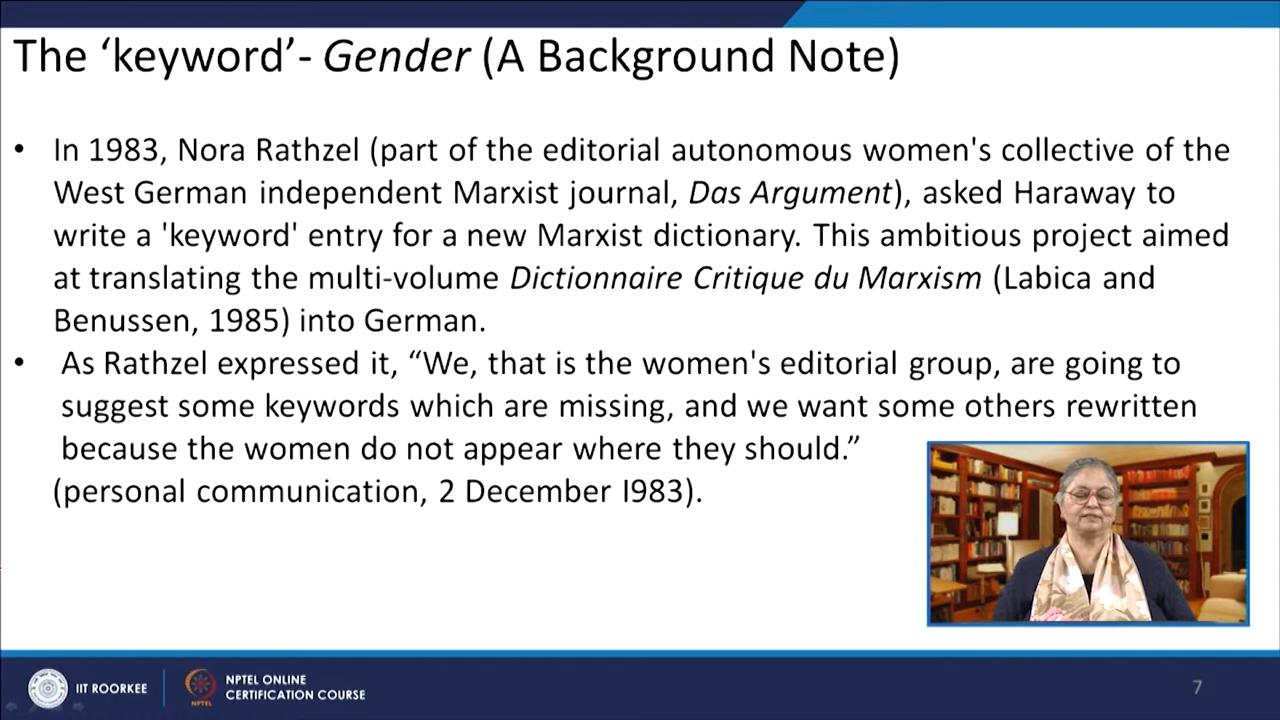 The ‘keyword’- Gender (A Background Note)
• In 1983, Nora Rathzel (part of the editorial autonomous women's collective of the
West German independent Marxist journal, Das Argument), asked Haraway to
write a 'keyword' entry for a new Marxist dictionary. This ambitious project aimed
at translating the multi-volume Dictionnaire Critique du Marxism (Labica and
Benussen, 1985) into German.
• As Rathzel expressed it, “We, that is the women's editorial group, are going to
suggest some keywords which are missing, and we want some others rewritten
because the women do not appear where they should.”
(personal communication, 2 December I983).
IIT ROORKEE
NPTEL
NPTEL ONLINE
CERTIFICATION COURSE
7